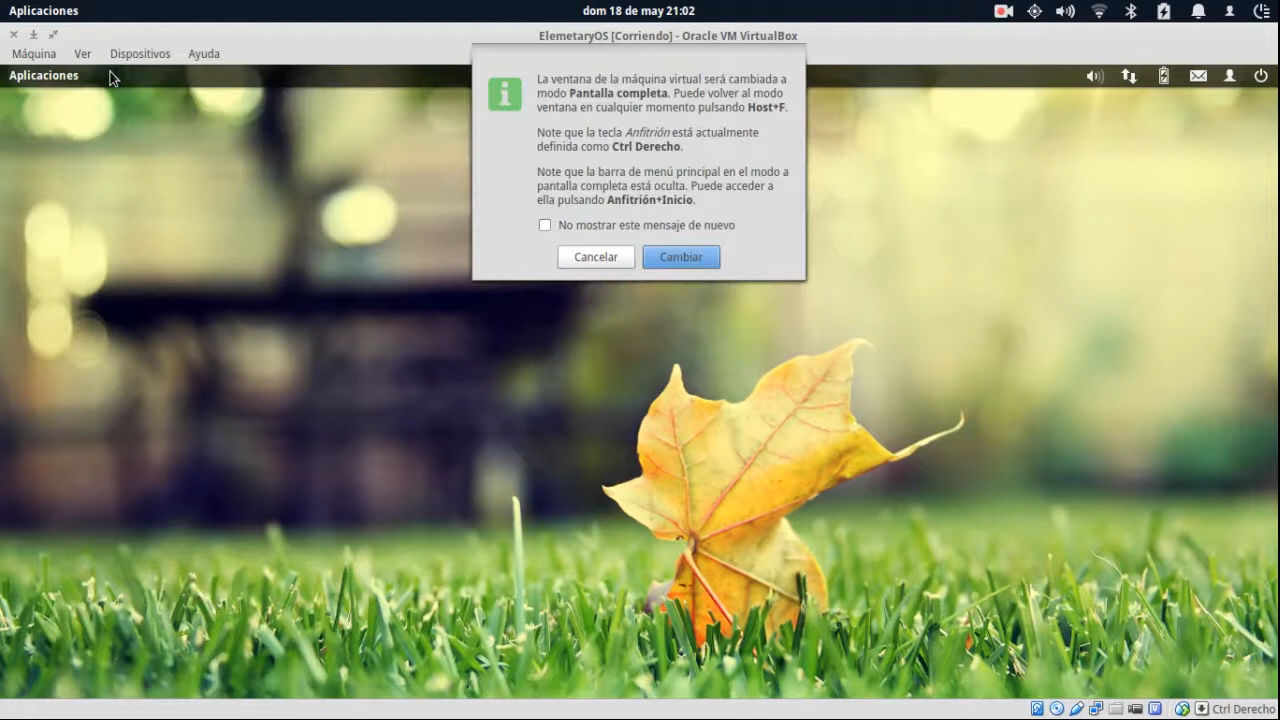 Aplicaciones
dom 18 de may 21:02
ElemetaryOS [Corriendo] - Oracle VM VirtualBox
Máquina Ver Dispositivos Ayuda
Aplicaciones
La ventana de la máquina virtual será cambiada a
modo Pantalla completa. Puede volver al modo
ventana en cualquier momento pulsando Host+F.
Note que la tecla Anfitrión está actualmente
definida como Ctrl Derecho.
Note que la barra de menú principal en el modo a
pantalla completa está oculta. Puede acceder a
ella pulsando Anfitrión+Inicio.
No mostrar este mensaje de nuevo
Cancelar Cambiar
Ctrl Derecho